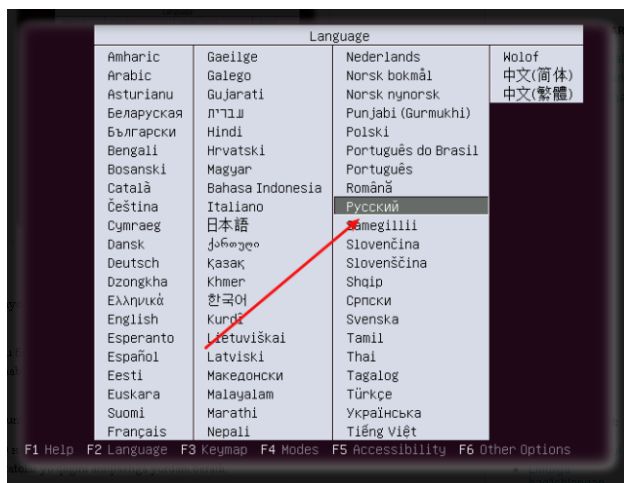 Language
Amharic
Arabic
Asturianu
Беларуская
Български
Bengali
Bosanski
Català
Čeština
Cymraeg
Dansk
Deutsch
Dzongkha
Ελληνικά
English
Esperanto
Español
Eesti
Euskara
Suomi
Français
Gaeilge
Galego
Gujarati
עברית
Hindi
Hrvatski
Magyar
Bahasa Indonesia
Italiano
日本語
ქართული
Қазақ
Khmer
한국어
Kurdî
Lietuviškai
Latviski
Македонски
Malayalam
Marathi
Nepali
Nederlands
Norsk bokmål
Norsk nynorsk
Punjabi (Gurmukhi)
Polski
Português do Brasil
Português
Română
Русский
Sámegillii
Slovenčina
Slovenščina
Shqip
Српски
Svenska
Tamil
Thai
Tagalog
Türkçe
Українська
Tiếng Việt
Wolof
中文(简体)
中文(繁體)
F1 Help F2 Language F3 Keymap F4 Modes F5 Accessibility F6 Other Options